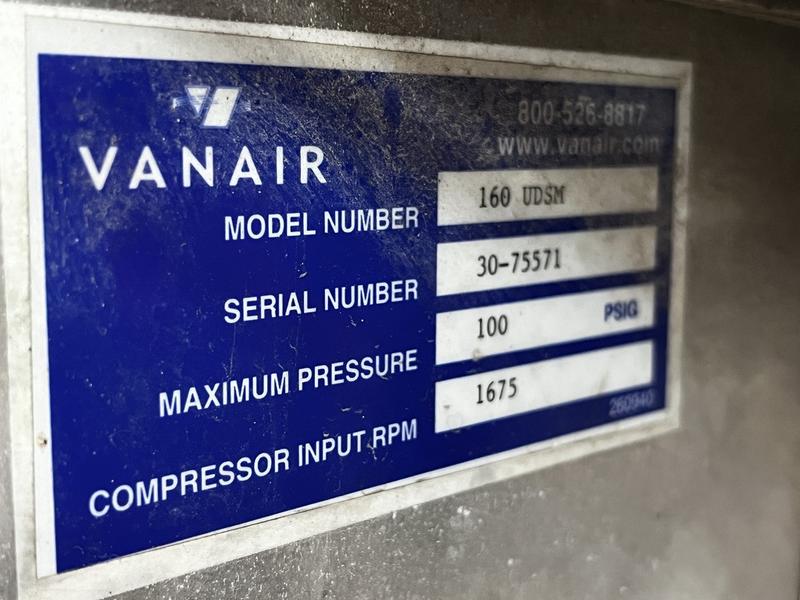 800-526-8817
www.vanair.com
VANAIR
MODEL NUMBER 160 UDSM
SERIAL NUMBER 30-75571
MAXIMUM PRESSURE 100 PSIG
COMPRESSOR INPUT RPM 1675
260940